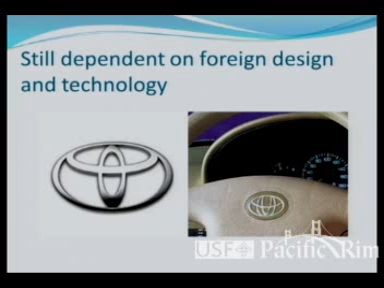 Still dependent on foreign design
and technology
USF Pacific Rim